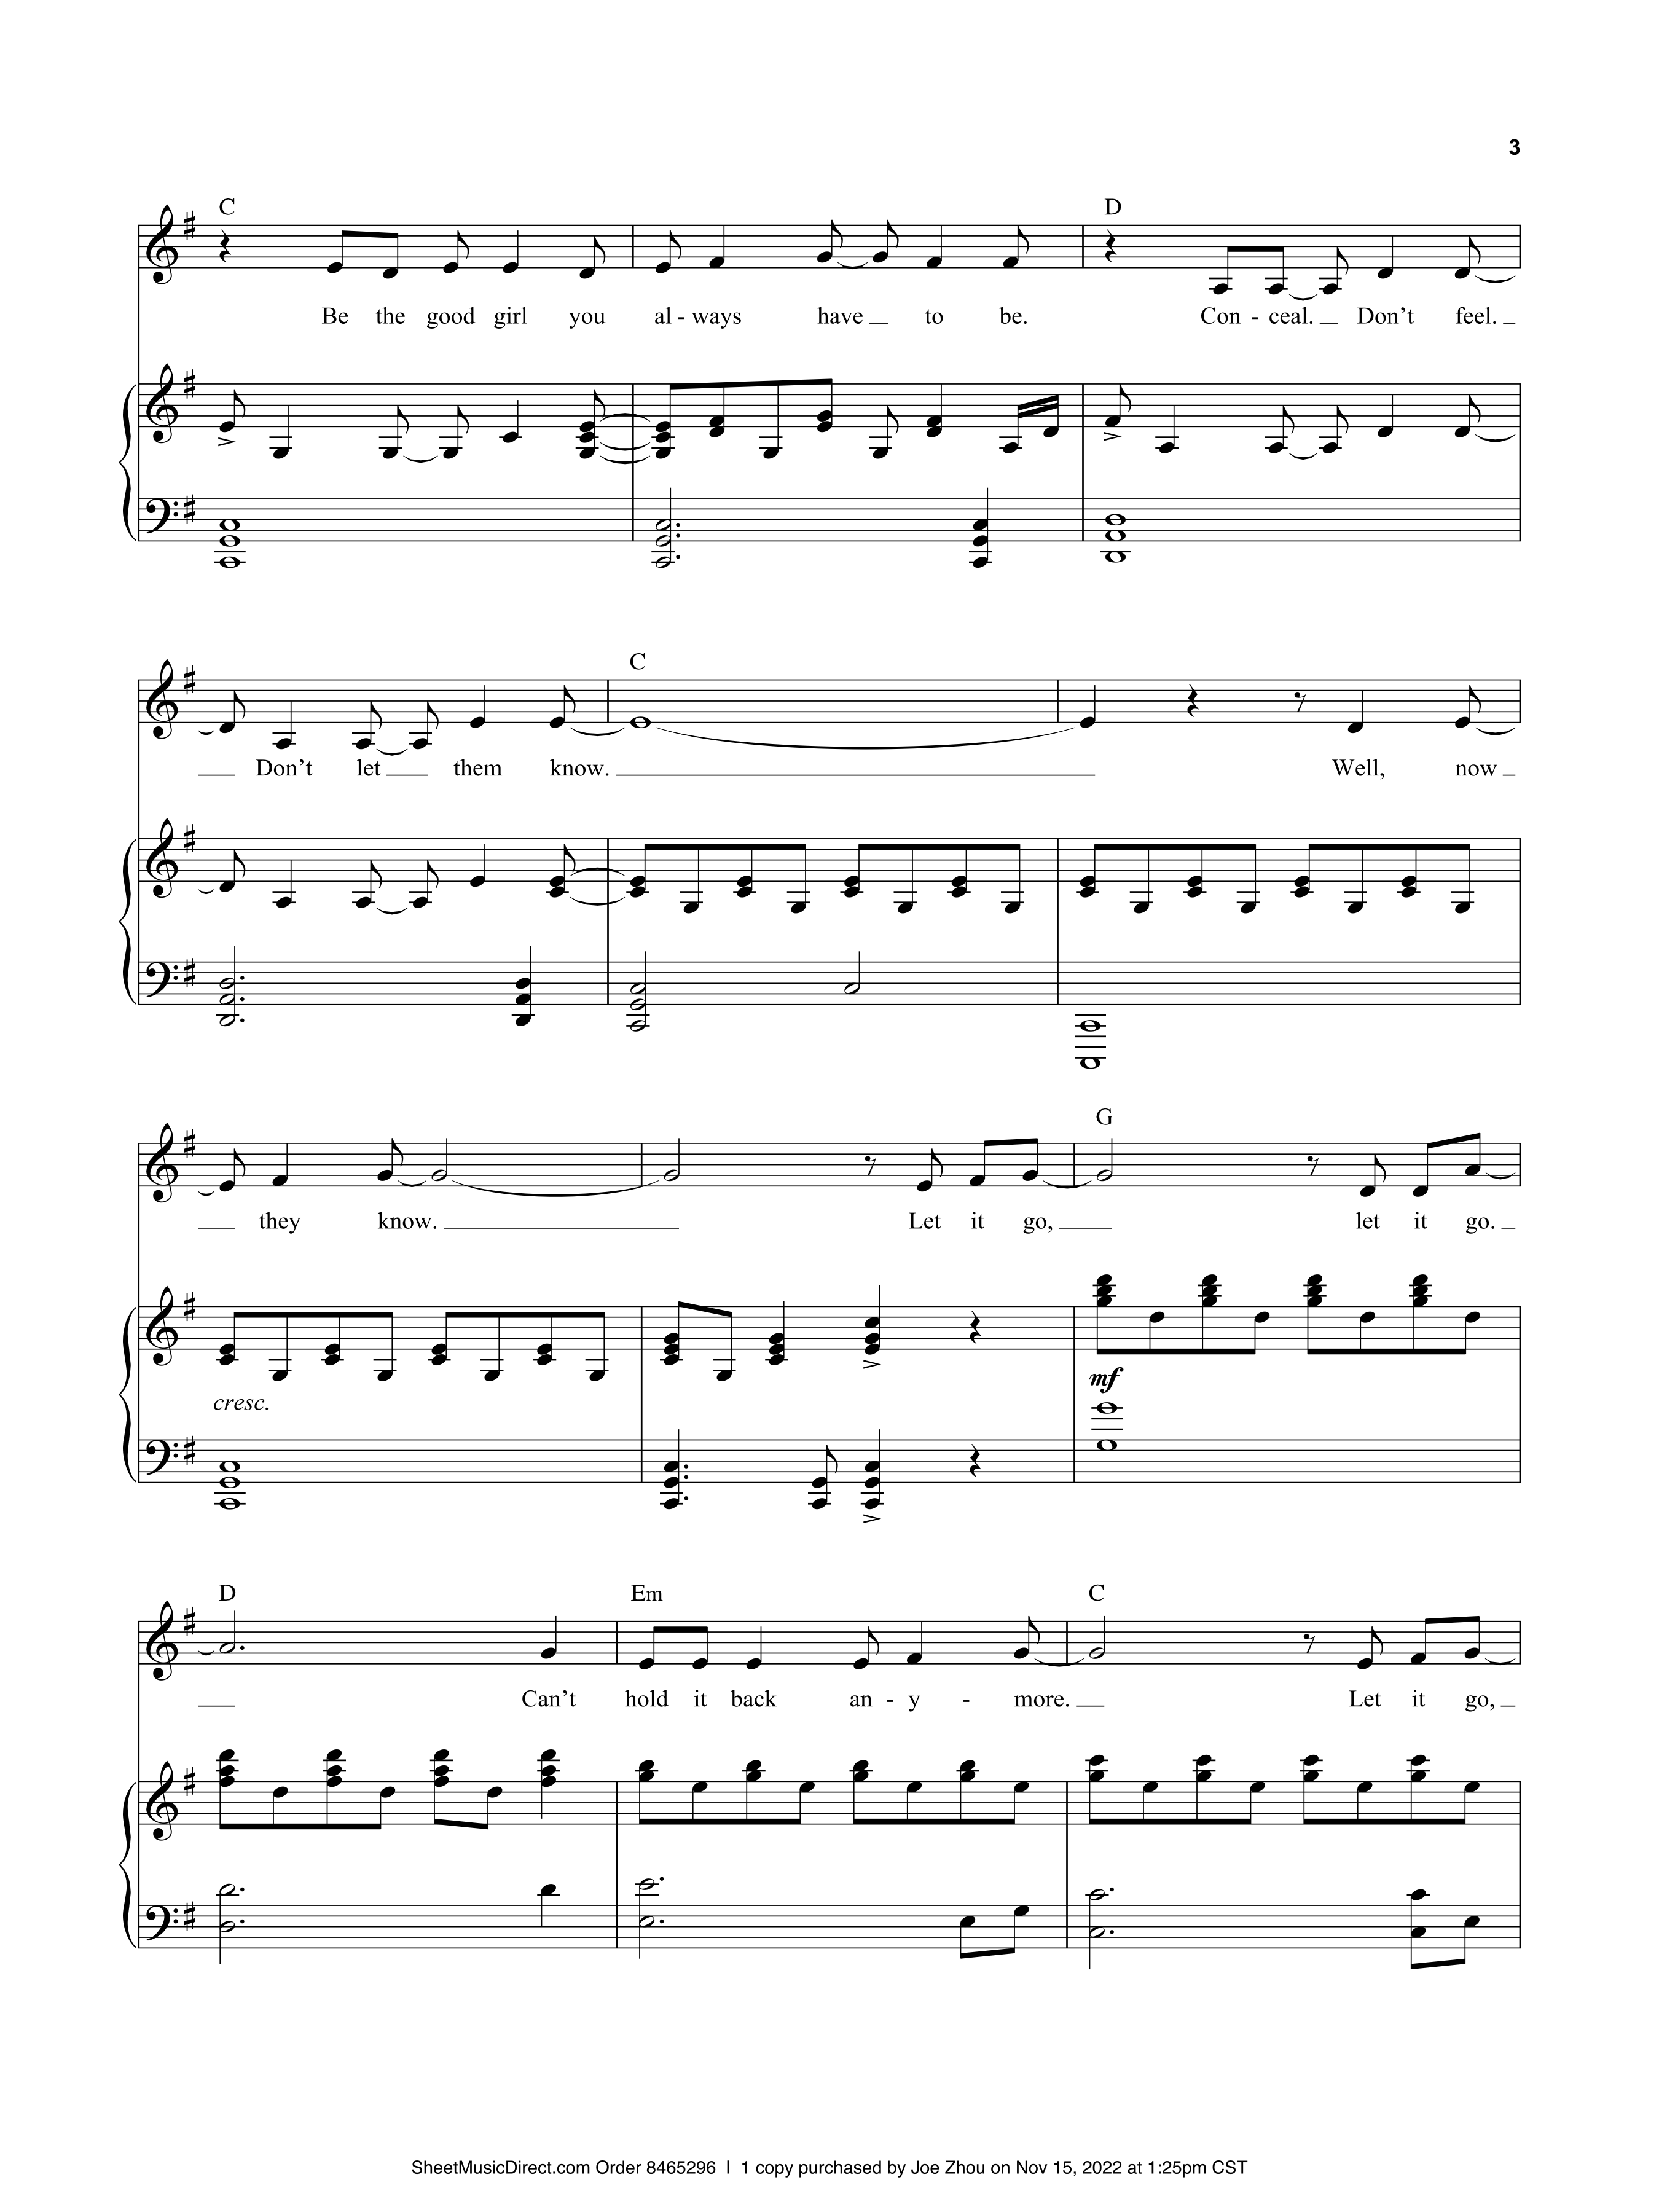 3
C D
Be the good girl you al - ways have to be. Con - ceal. Don’t feel.
C
Don’t let them know. Well, now
G
they know. Let it go, let it go.
mf
cresc.
D Em C
Can’t hold it back an - y - more. Let it go,
SheetMusicDirect.com Order 8465296 | 1 copy purchased by Joe Zhou on Nov 15, 2022 at 1:25pm CST